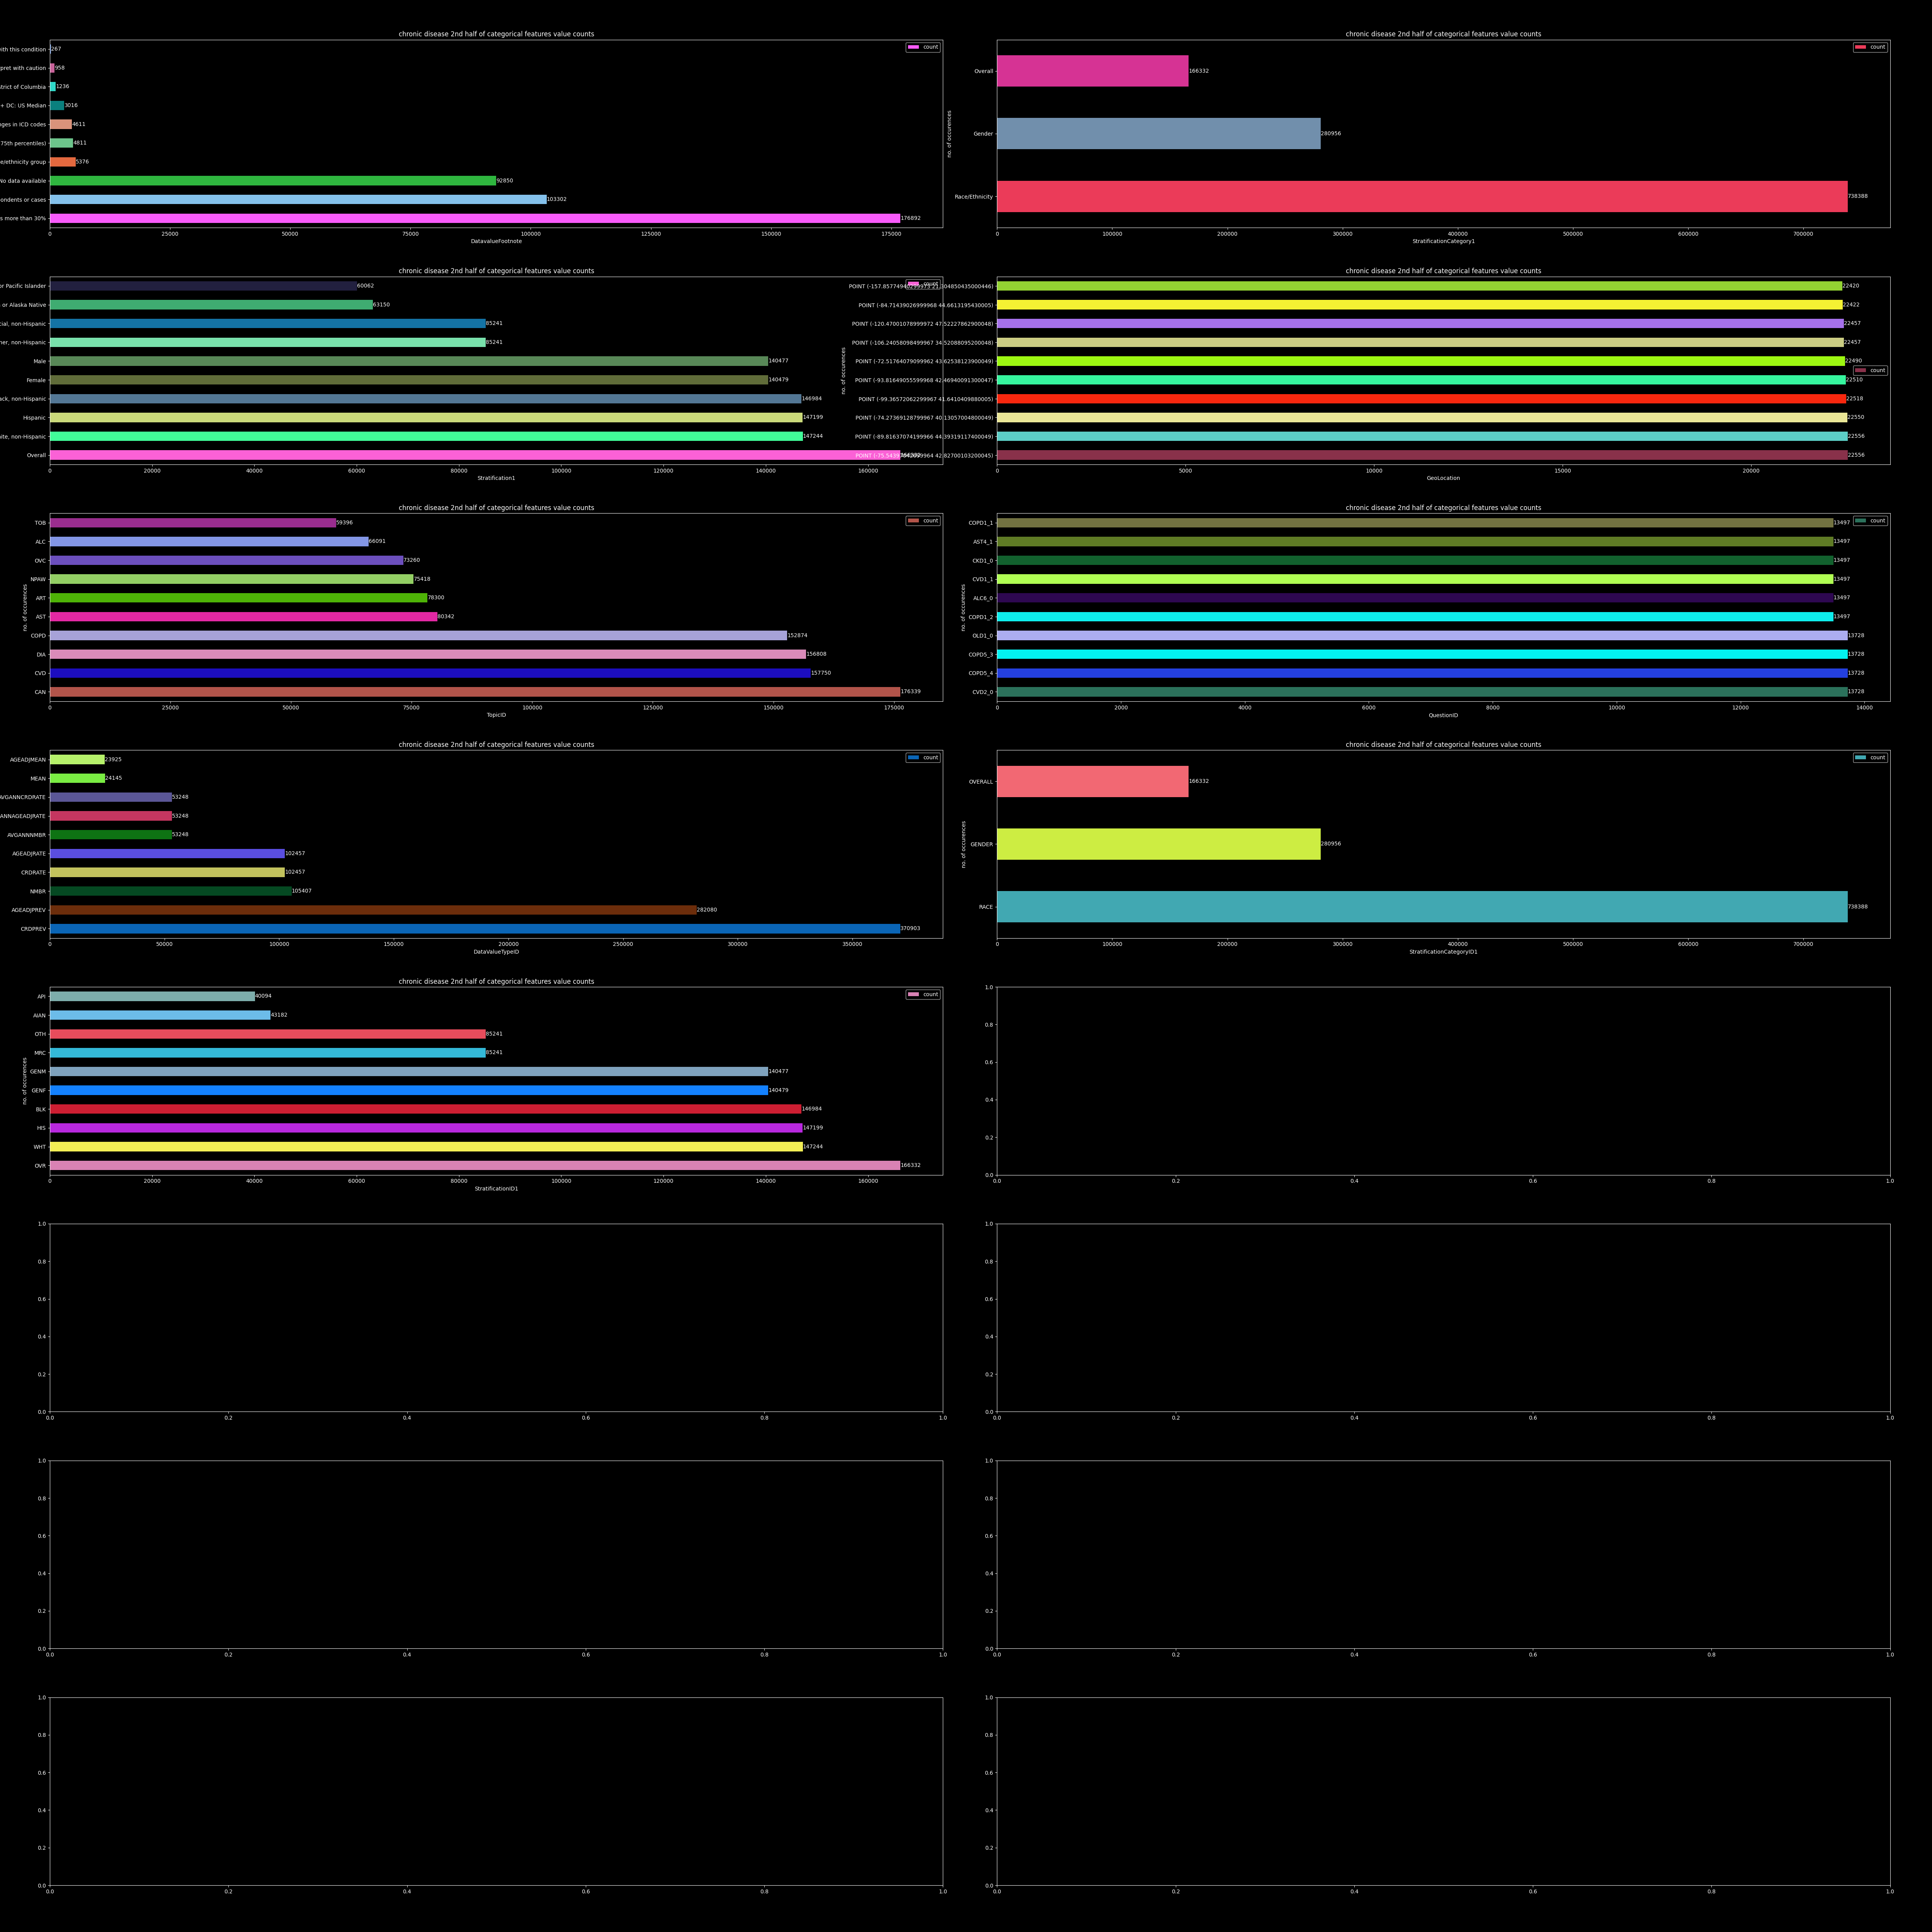 chronic disease 2nd half of categorical features value counts
count
with this condition 267
pret with caution 958
strict of Columbia 1236
+ DC: US Median 3016
nges in ICD codes 4611
75th percentiles) 4811
e/ethnicity group 5376
No data available 92850
pondents or cases 103302
s more than 30% 176892
0 25000 50000 75000 100000 125000 150000 175000
DatavalueFootnote
chronic disease 2nd half of categorical features value counts
count
no. of occurences
Overall 166332
Gender 280956
Race/Ethnicity 738388
0 100000 200000 300000 400000 500000 600000 700000
StratificationCategory1
chronic disease 2nd half of categorical features value counts
or Pacific Islander 60062
or Alaska Native 63150
cial, non-Hispanic 85241
her, non-Hispanic 85241
Male 140477
Female 140479
ack, non-Hispanic 146984
Hispanic 147199
ite, non-Hispanic 147244
Overall
0 20000 40000 60000 80000 100000 120000 140000 160000
Stratification1
chronic disease 2nd half of categorical features value counts
count
no. of occurences
POINT 22420
POINT (-84.71439026999968 44.6613195430005) 22422
POINT (-120.47001078999972 47.52227862900048) 22457
POINT (-106.24058098499967 34.52088095200048) 22457
POINT (-72.51764079099962 43.62538123900049) 22490
POINT (-93.81649055599968 42.46940091300047) 22510
POINT (-99.36572062299967 41.6410409880005) 22518
POINT (-74.27369128799967 40.13057004800049) 22550
POINT (-89.81637074199966 44.39319117400049) 22556
POINT 42.82700103200045) 22556
0 5000 10000 15000 20000
GeoLocation
chronic disease 2nd half of categorical features value counts
count
no. of occurences
TOB 59396
ALC 66091
OVC 73260
NPAW 75418
ART 78300
AST 80342
COPD 152874
DIA 156808
CVD 157750
CAN 176339
0 25000 50000 75000 100000 125000 150000 175000
TopicID
chronic disease 2nd half of categorical features value counts
count
no. of occurences
COPD1_1 13497
AST4_1 13497
CKD1_0 13497
CVD1_1 13497
ALC6_0 13497
COPD1_2 13497
OLD1_0 13728
COPD5_3 13728
COPD5_4 13728
CVD2_0 13728
0 2000 4000 6000 8000 10000 12000 14000
QuestionID
chronic disease 2nd half of categorical features value counts
count
AGEADJMEAN 23925
MEAN 24145
AVGANNCRDRATE 53248
ANNAGEADJRATE 53248
AVGANNNMBR 53248
AGEADJRATE 102457
CRDRATE 102457
NMBR 105407
AGEADJPREV 282080
CRDPREV 370903
0 50000 100000 150000 200000 250000 300000 350000
DataValueTypeID
chronic disease 2nd half of categorical features value counts
count
no. of occurences
OVERALL 166332
GENDER 280956
RACE 738388
0 100000 200000 300000 400000 500000 600000 700000
StratificationCategoryID1
chronic disease 2nd half of categorical features value counts
count
no. of occurences
API 40094
AIAN 43182
OTH 85241
MRC 85241
GENM 140477
GENF 140479
BLK 146984
HIS 147199
WHT 147244
OVR 166332
0 20000 40000 60000 80000 100000 120000 140000 160000
StratificationID1
1.0
0.8
0.6
0.4
0.2
0.0
0.0 0.2 0.4 0.6 0.8 1.0
1.0
0.8
0.6
0.4
0.2
0.0
0.0 0.2 0.4 0.6 0.8 1.0
1.0
0.8
0.6
0.4
0.2
0.0
0.0 0.2 0.4 0.6 0.8 1.0
1.0
0.8
0.6
0.4
0.2
0.0
0.0 0.2 0.4 0.6 0.8 1.0
1.0
0.8
0.6
0.4
0.2
0.0
0.0 0.2 0.4 0.6 0.8 1.0
1.0
0.8
0.6
0.4
0.2
0.0
0.0 0.2 0.4 0.6 0.8 1.0
1.0
0.8
0.6
0.4
0.2
0.0
0.0 0.2 0.4 0.6 0.8 1.0